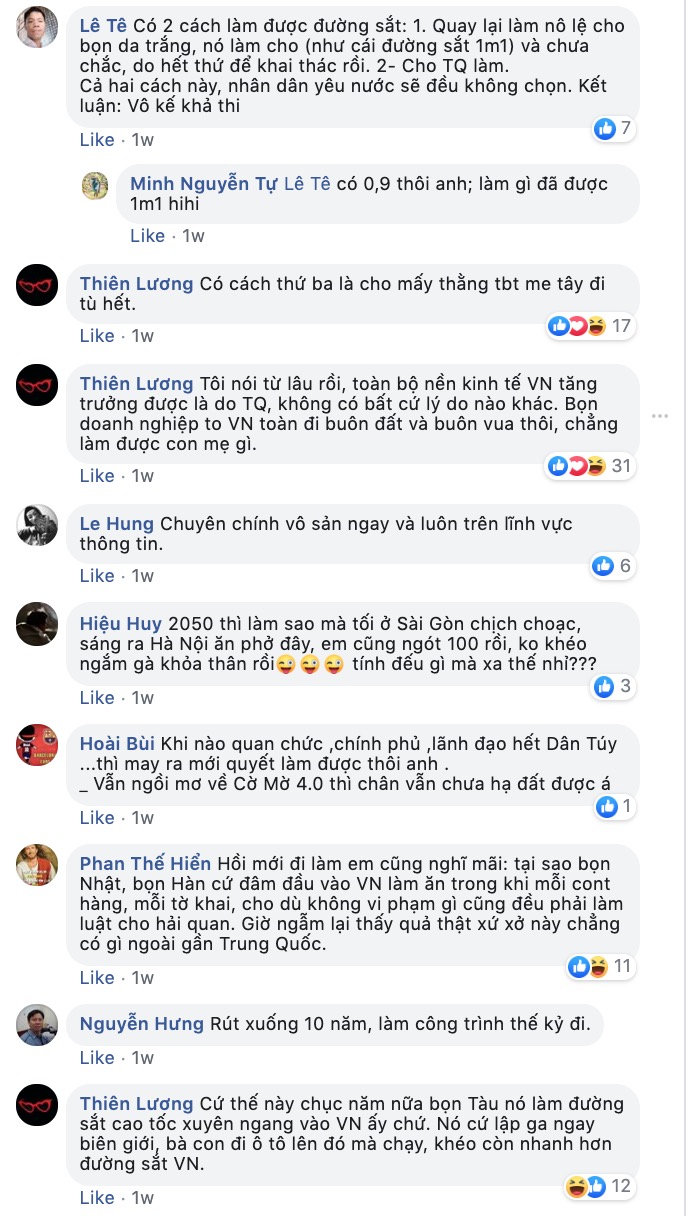 Lê Tê Có 2 cách làm được đường sắt: 1. Quay lại làm nô lệ cho
bọn da trắng, nó làm cho (như cái đường sắt 1m1) và chưa
chắc, do hết thứ để khai thác rồi. 2- Cho TQ làm.
Cả hai cách này, nhân dân yêu nước sẽ đều không chọn. Kết
luận: Vô kế khả thi
7
Like · 1w
Minh Nguyễn Tự Lê Tê có 0,9 thôi anh; làm gì đã được
1m1 hihi
Like · 1w
Thiên Lương Có cách thứ ba là cho mấy thằng tbt me tây đi
tù hết.
17
Like · 1w
Thiên Lương Tôi nói từ lâu rồi, toàn bộ nền kinh tế VN tăng
trưởng được là do TQ, không có bất cứ lý do nào khác. Bọn
doanh nghiệp to VN toàn đi buôn đất và buôn vua thôi, chẳng
làm được con mẹ gì.
31
Like · 1w
Le Hung Chuyên chính vô sản ngay và luôn trên lĩnh vực
thông tin.
6
Like · 1w
Hiệu Huy 2050 thì làm sao mà tối ở Sài Gòn chịch choạc,
sáng ra Hà Nội ăn phở đây, em cũng ngót 100 rồi, ko khéo
ngắm gà khỏa thân rồi😜😜😜 tính đếu gì mà xa thế nhỉ???
3
Like · 1w
Hoài Bùi Khi nào quan chức ,chính phủ ,lãnh đạo hết Dân Túy
...thì may ra mới quyết làm được thôi anh .
_ Vẫn ngồi mơ về Cờ Mờ 4.0 thì chân vẫn chưa hạ đất được á
1
Like · 1w
Phan Thế Hiển Hồi mới đi làm em cũng nghĩ mãi: tại sao bọn
Nhật, bọn Hàn cứ đâm đầu vào VN làm ăn trong khi mỗi cont
hàng, mỗi tờ khai, cho dù không vi phạm gì cũng đều phải làm
luật cho hải quan. Giờ ngẫm lại thấy quả thật xứ xở này chẳng
có gì ngoài gần Trung Quốc.
11
Like · 1w
Nguyễn Hưng Rút xuống 10 năm, làm công trình thế kỷ đi.
Like · 1w
Thiên Lương Cứ thế này chục năm nữa bọn Tàu nó làm đường
sắt cao tốc xuyên ngang vào VN ấy chứ. Nó cứ lập ga ngay
biên giới, bà con đi ô tô lên đó mà chạy, khéo còn nhanh hơn
đường sắt VN.
12
Like · 1w